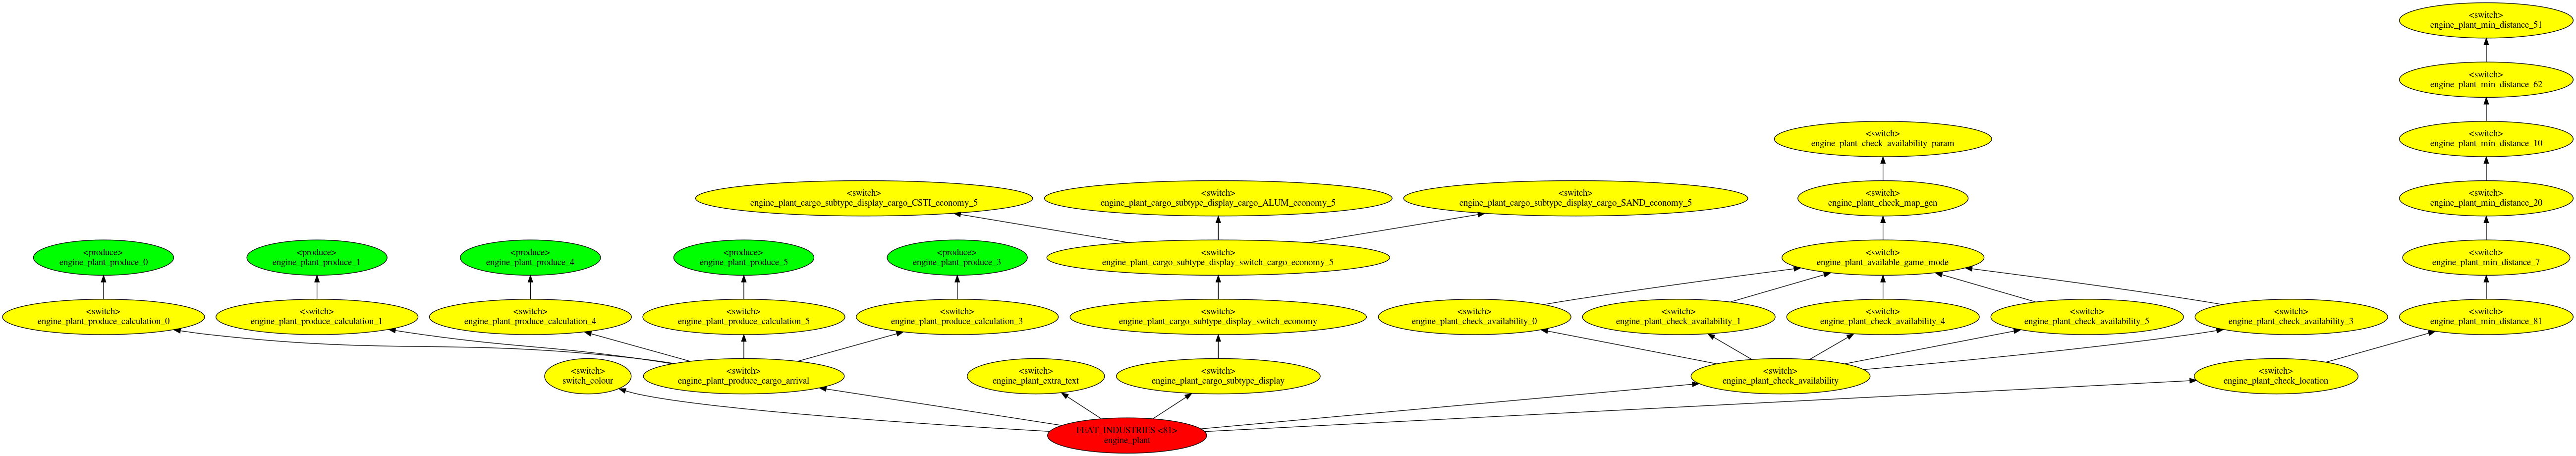 <switch>
engine_plant_min_distance_51
<switch>
engine_plant_min_distance_62
<switch>
engine_plant_check_availability_param
<switch>
engine_plant_min_distance_10
<switch>
engine_plant_cargo_subtype_display_cargo_CSTI_economy_5
<switch>
engine_plant_cargo_subtype_display_cargo_ALUM_economy_5
<switch>
engine_plant_cargo_subtype_display_cargo_SAND_economy_5
<switch>
engine_plant_check_map_gen
<switch>
engine_plant_min_distance_20
<produce>
engine_plant_produce_0
<produce>
engine_plant_produce_1
<produce>
engine_plant_produce_4
<produce>
engine_plant_produce_5
<produce>
engine_plant_produce_3
<switch>
engine_plant_cargo_subtype_display_switch_cargo_economy_5
<switch>
engine_plant_available_game_mode
<switch>
engine_plant_min_distance_7
<switch>
engine_plant_produce_calculation_0
<switch>
engine_plant_produce_calculation_1
<switch>
engine_plant_produce_calculation_4
<switch>
engine_plant_produce_calculation_5
<switch>
engine_plant_produce_calculation_3
<switch>
engine_plant_cargo_subtype_display_switch_economy
<switch>
engine_plant_check_availability_0
<switch>
engine_plant_check_availability_1
<switch>
engine_plant_check_availability_4
<switch>
engine_plant_check_availability_5
<switch>
engine_plant_check_availability_3
<switch>
engine_plant_min_distance_81
<switch>
switch_colour
<switch>
engine_plant_produce_cargo_arrival
<switch>
engine_plant_extra_text
<switch>
engine_plant_cargo_subtype_display
<switch>
engine_plant_check_availability
<switch>
engine_plant_check_location
FEAT_INDUSTRIES <81>
engine_plant